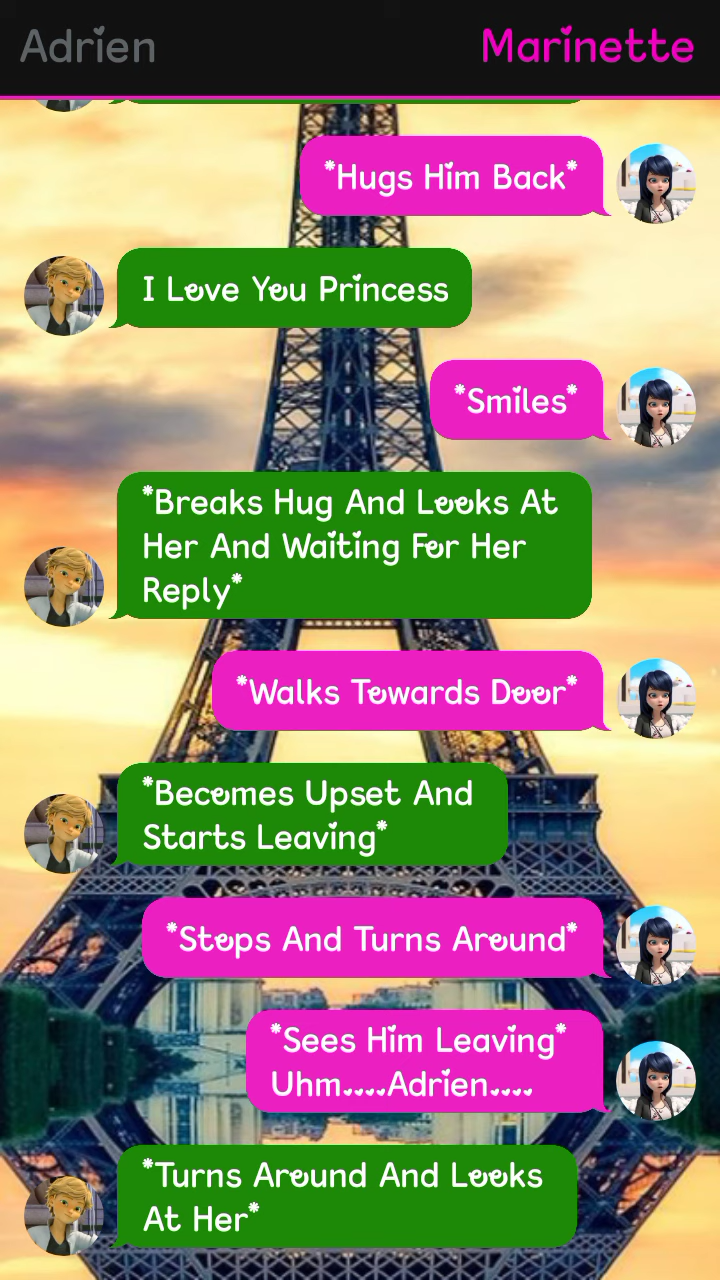 Adrien
Marinette
*Hugs Him Back*
I Love You Princess
*Smiles*
*Breaks Hug And Looks At
Her And Waiting For Her
Reply*
*Walks Towards Door*
*Becomes Upset And
Starts Leaving*
*Stops And Turns Around*
*Sees Him Leaving*
Uhm....Adrien....
*Turns Around And Looks
At Her*